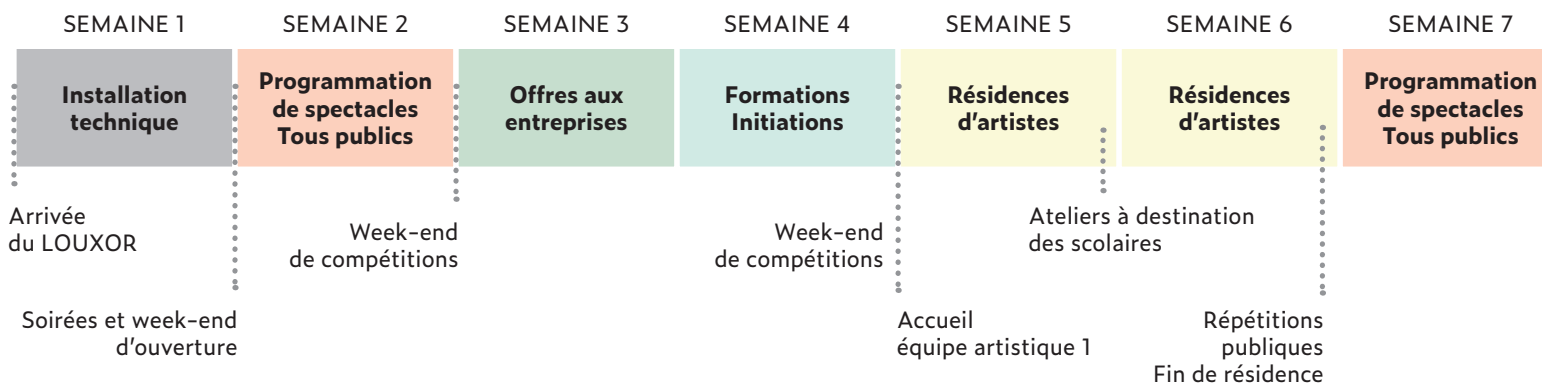 SEMAINE 1
SEMAINE 2
SEMAINE 3
SEMAINE 4
SEMAINE 5
SEMAINE 6
SEMAINE 7
Installation
technique
Programmation
de spectacles
Tous publics
Offres aux
entreprises
Formations
Initiations
Résidences
d'artistes
Résidences
d'artistes
Programmation
de spectacles
Tous publics
Arrivée
du LOUXOR
Soirées et week-end
d'ouverture
Week-end
de compétitions
Week-end
de compétitions
Accueil
équipe artistique 1
Ateliers à destination
des scolaires
Répétitions
publiques
Fin de résidence